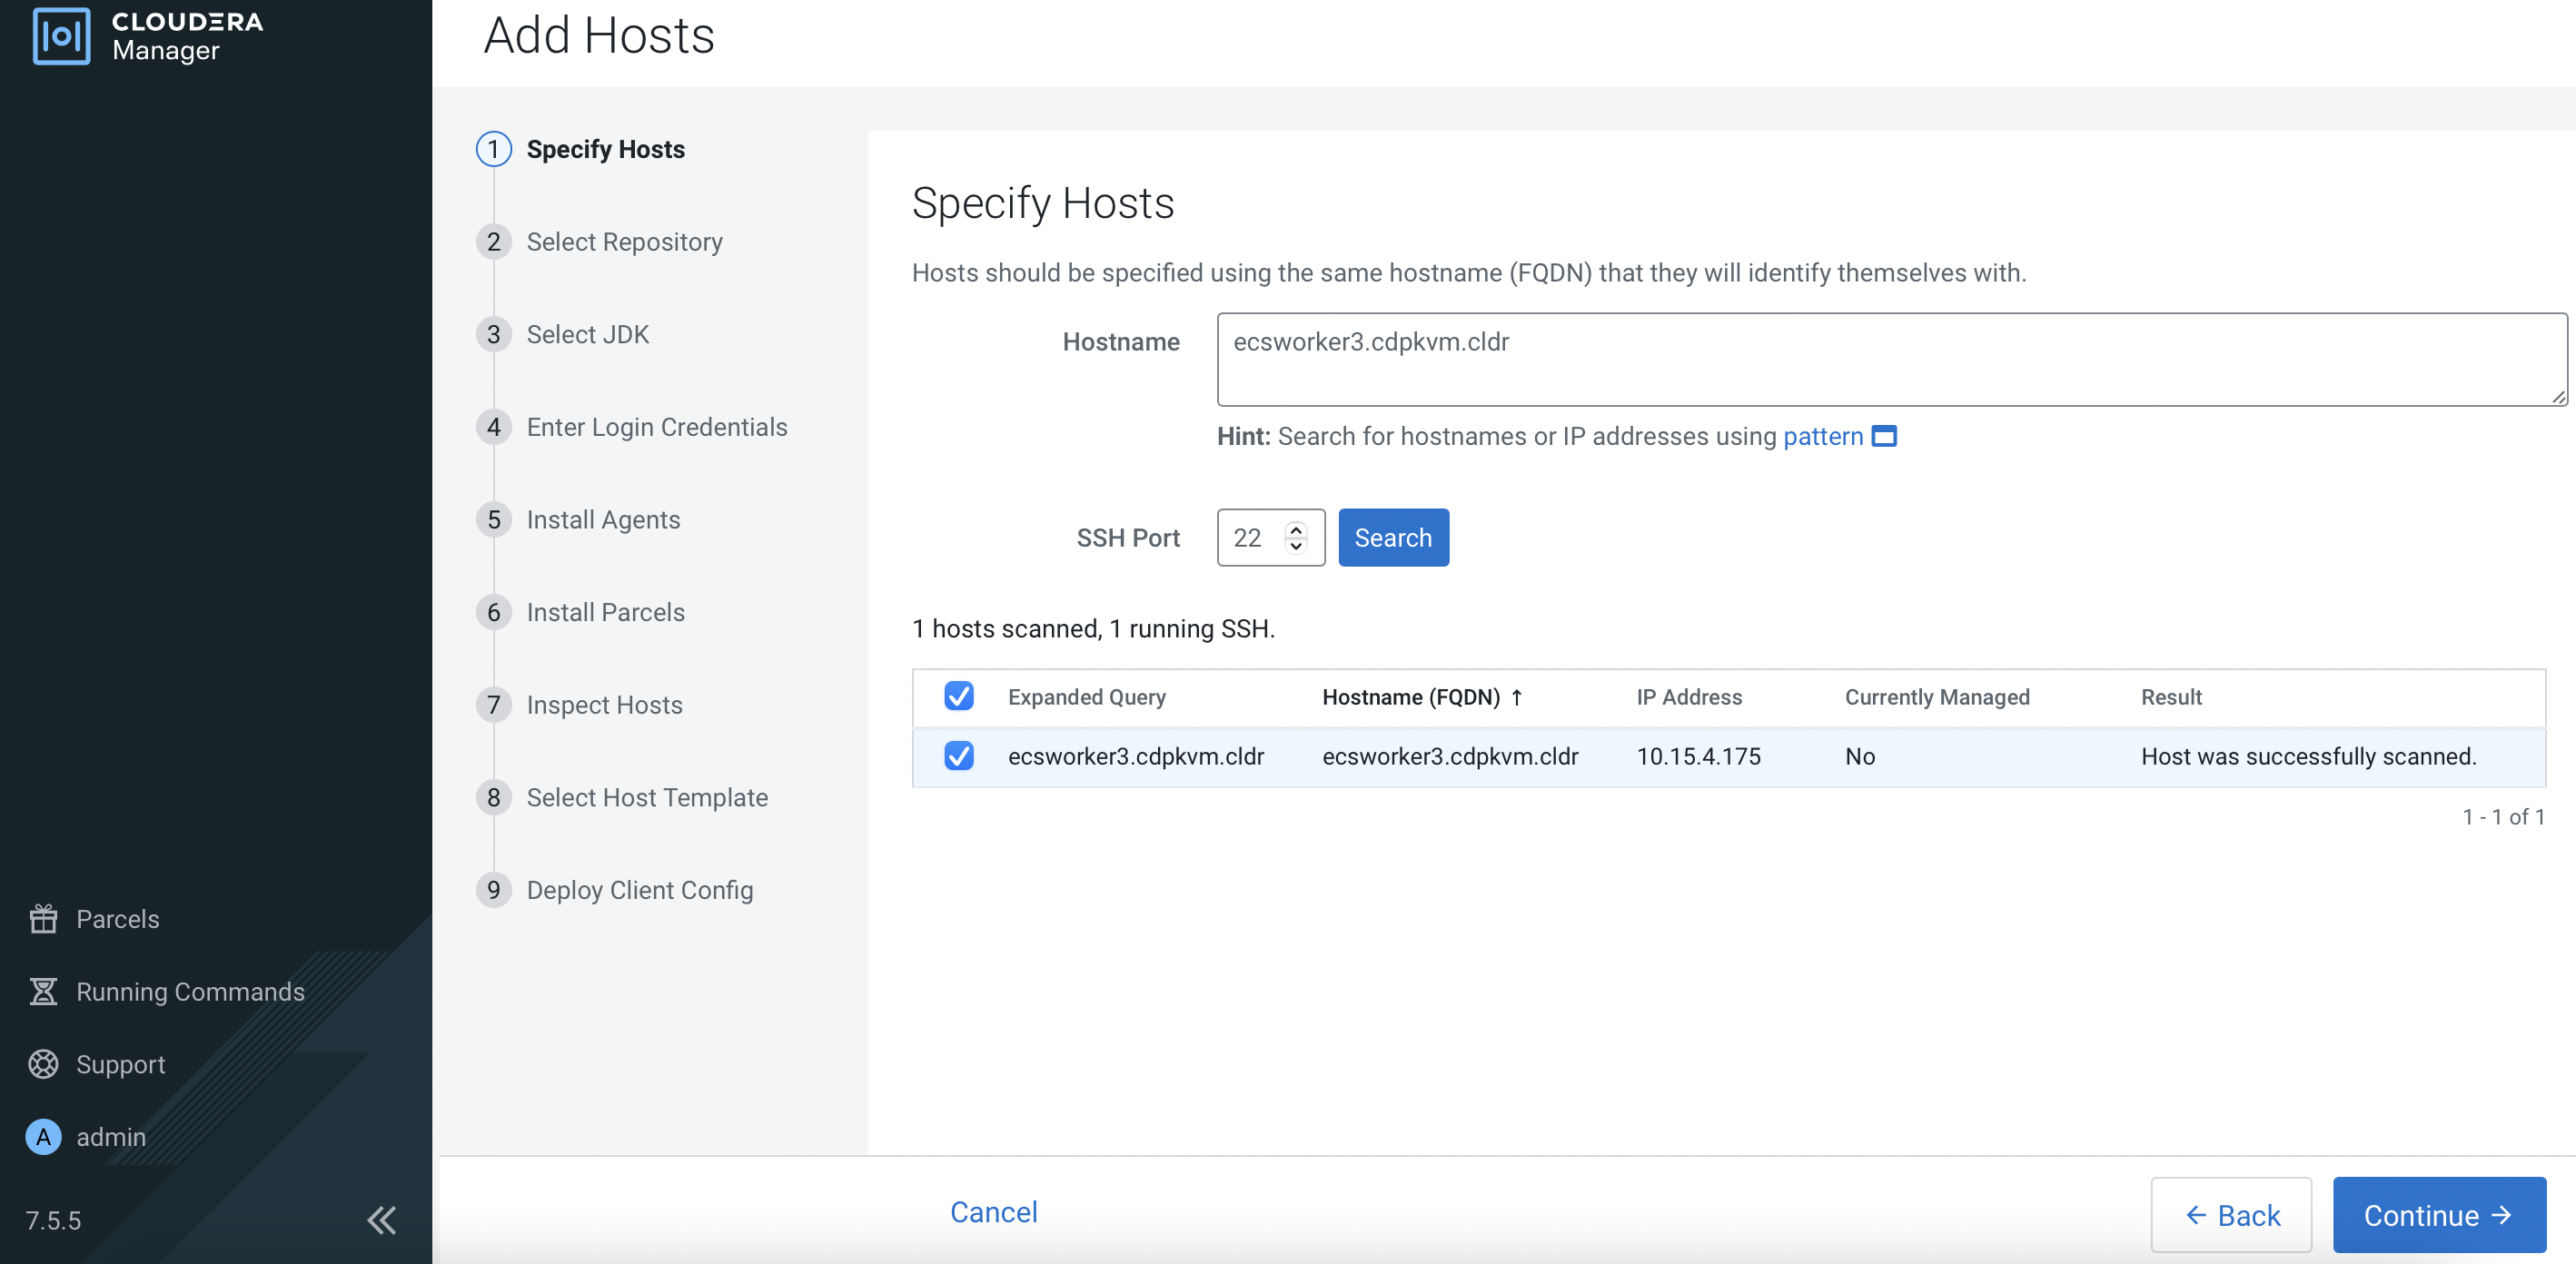 CLOUDERA
Manager
Add Hosts
1 Specify Hosts
2 Select Repository
3 Select JDK
4 Enter Login Credentials
5 Install Agents
6 Install Parcels
7 Inspect Hosts
8 Select Host Template
9 Deploy Client Config
Parcels
Running Commands
Support
A admin
7.5.5
Specify Hosts
Hosts should be specified using the same hostname (FQDN) that they will identify themselves with.
Hostname ecsworker3.cdpkvm.cldr
Hint: Search for hostnames or IP addresses using pattern
SSH Port 22 Search
1 hosts scanned, 1 running SSH.
Expanded Query Hostname (FQDN) ↑ IP Address Currently Managed Result
ecsworker3.cdpkvm.cldr ecsworker3.cdpkvm.cldr 10.15.4.175 No Host was successfully scanned.
1 - 1 of 1
Cancel ← Back Continue →